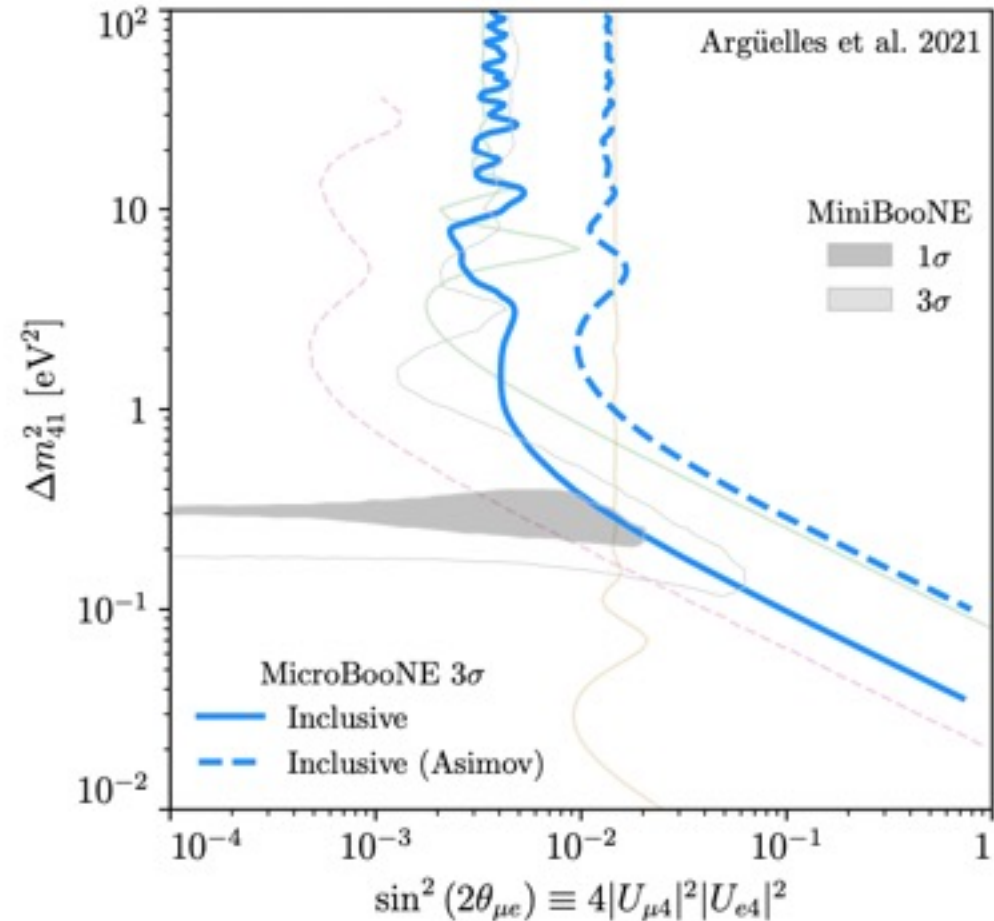 Argüelles et al. 2021
10²
10
1
10⁻¹
10⁻²
Δm²₄₁ [eV²]
MiniBooNE
1σ
3σ
MicroBooNE 3σ
Inclusive
Inclusive (Asimov)
10⁻⁴ 10⁻³ 10⁻² 10⁻¹ 1
sin² (2θμe) ≡ 4|Uμ4|²|Ue4|²